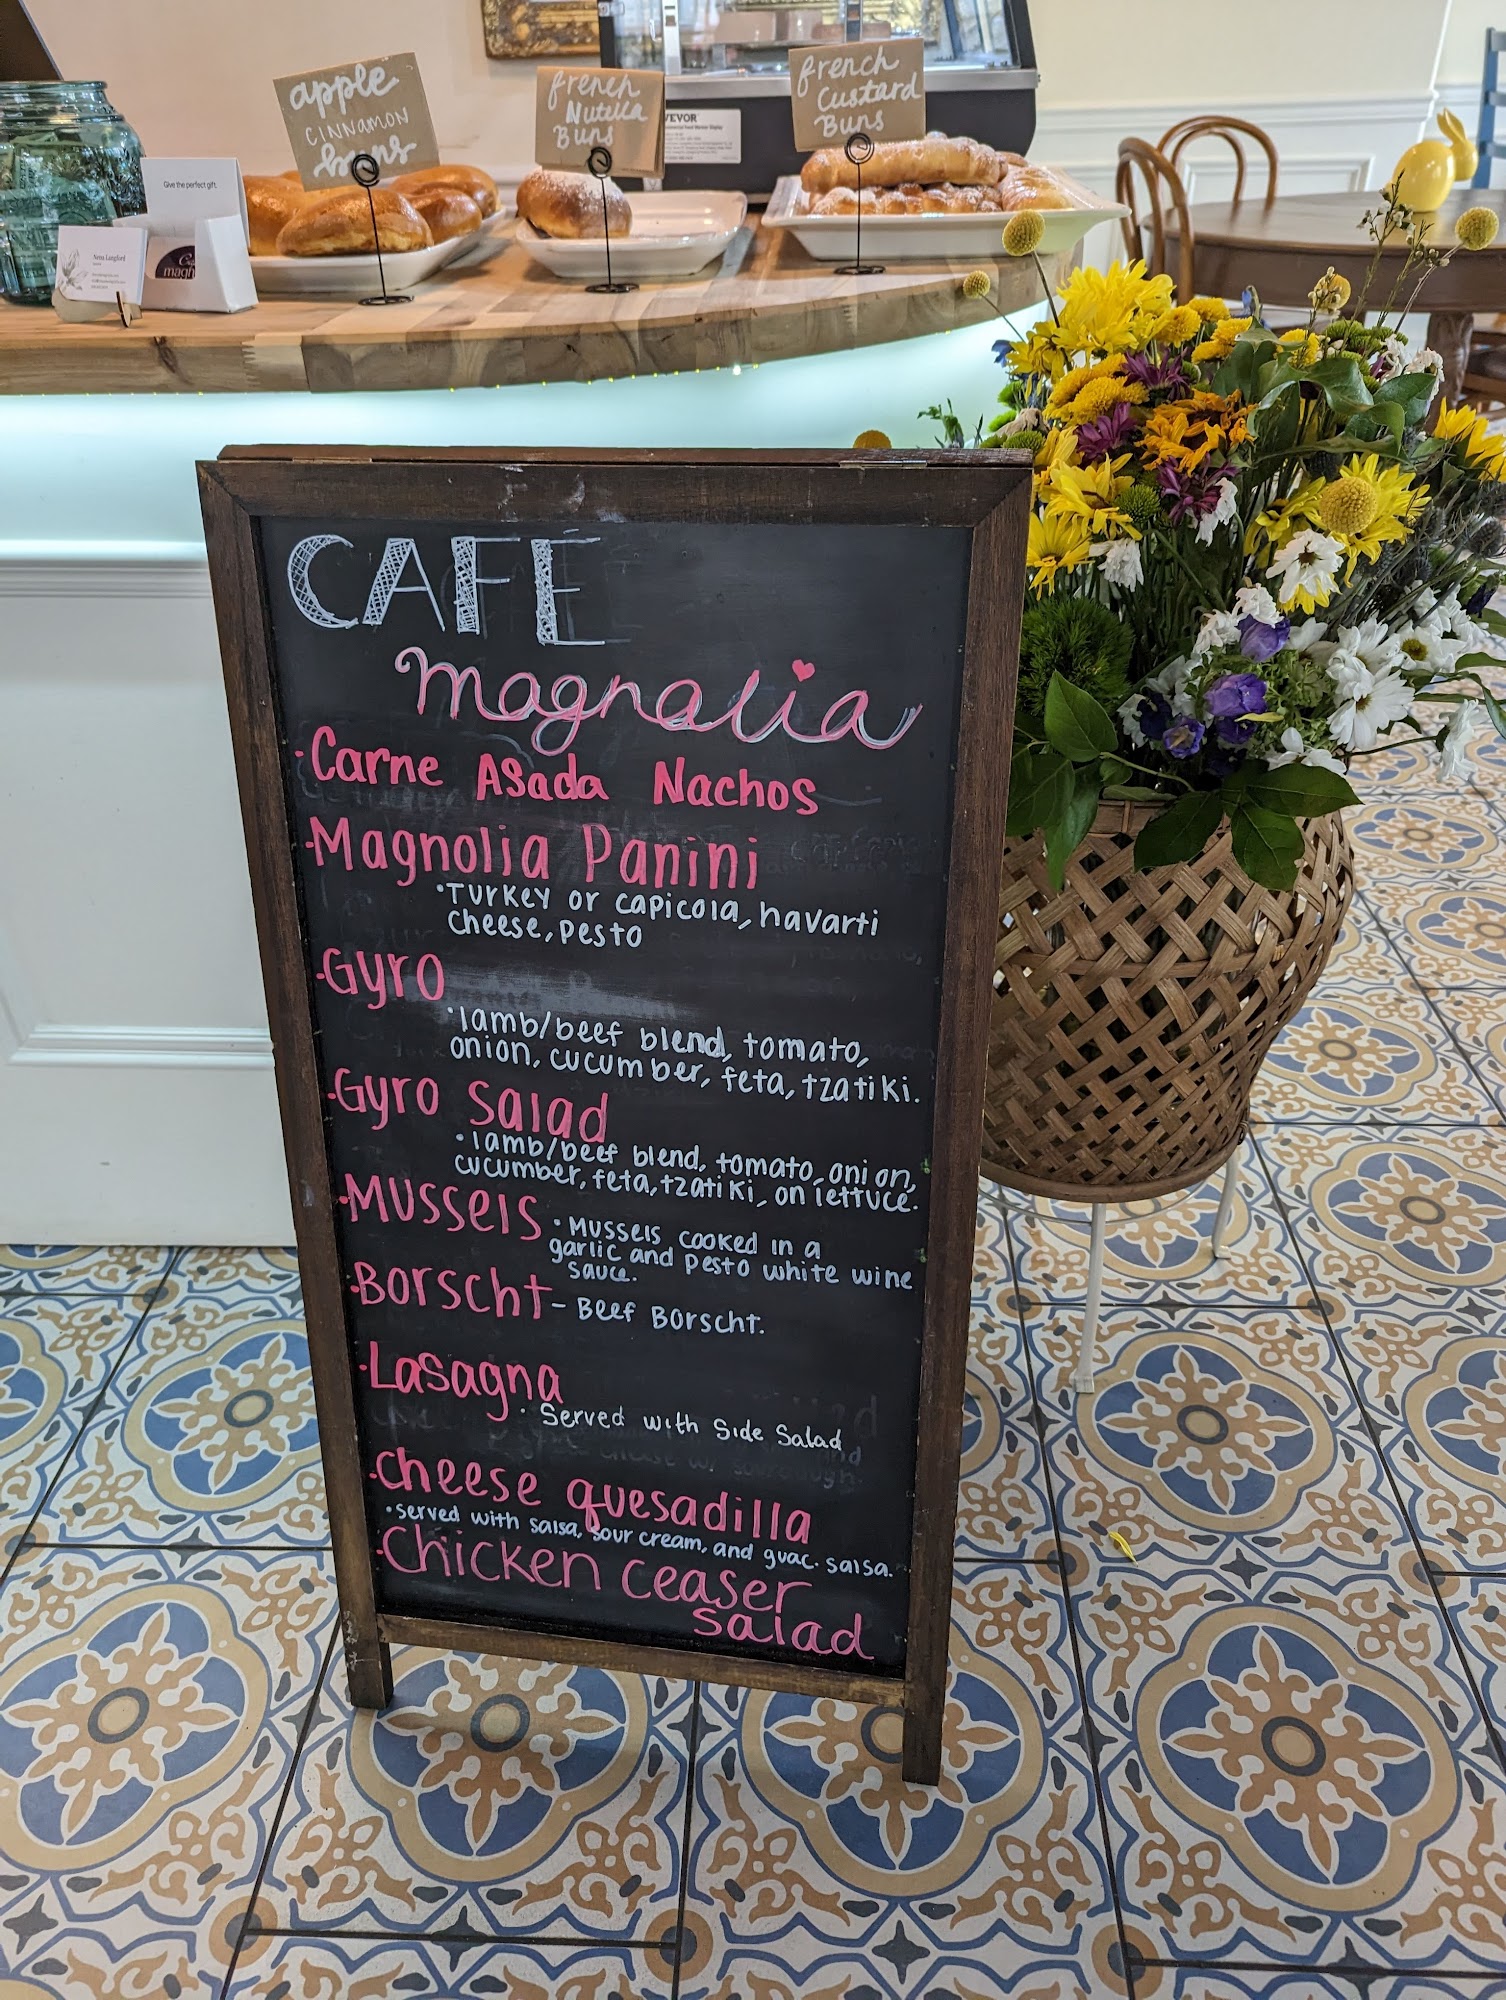 apple
CINNAMON
buns
french
Nutella
Buns
french
Custard
Buns
VEVOR
Give the perfect gift.
Nena Langford
CAFE
magnolia
·Carne Asada Nachos
·Magnolia Panini
·Turkey or capicola, havarti
cheese, pesto
·Gyro
·lamb/beef blend, tomato,
onion, cucumber, feta, tzatiki.
·Gyro Salad
·lamb/beef blend, tomato, onion,
cucumber, feta, tzatiki, on lettuce.
·Mussels
·Mussels cooked in a
garlic and pesto white wine
sauce.
·Borscht - Beef Borscht.
·Lasagna
· Served with Side Salad
·cheese quesadilla
·served with salsa, sour cream, and guac. salsa.
·Chicken Ceaser
salad